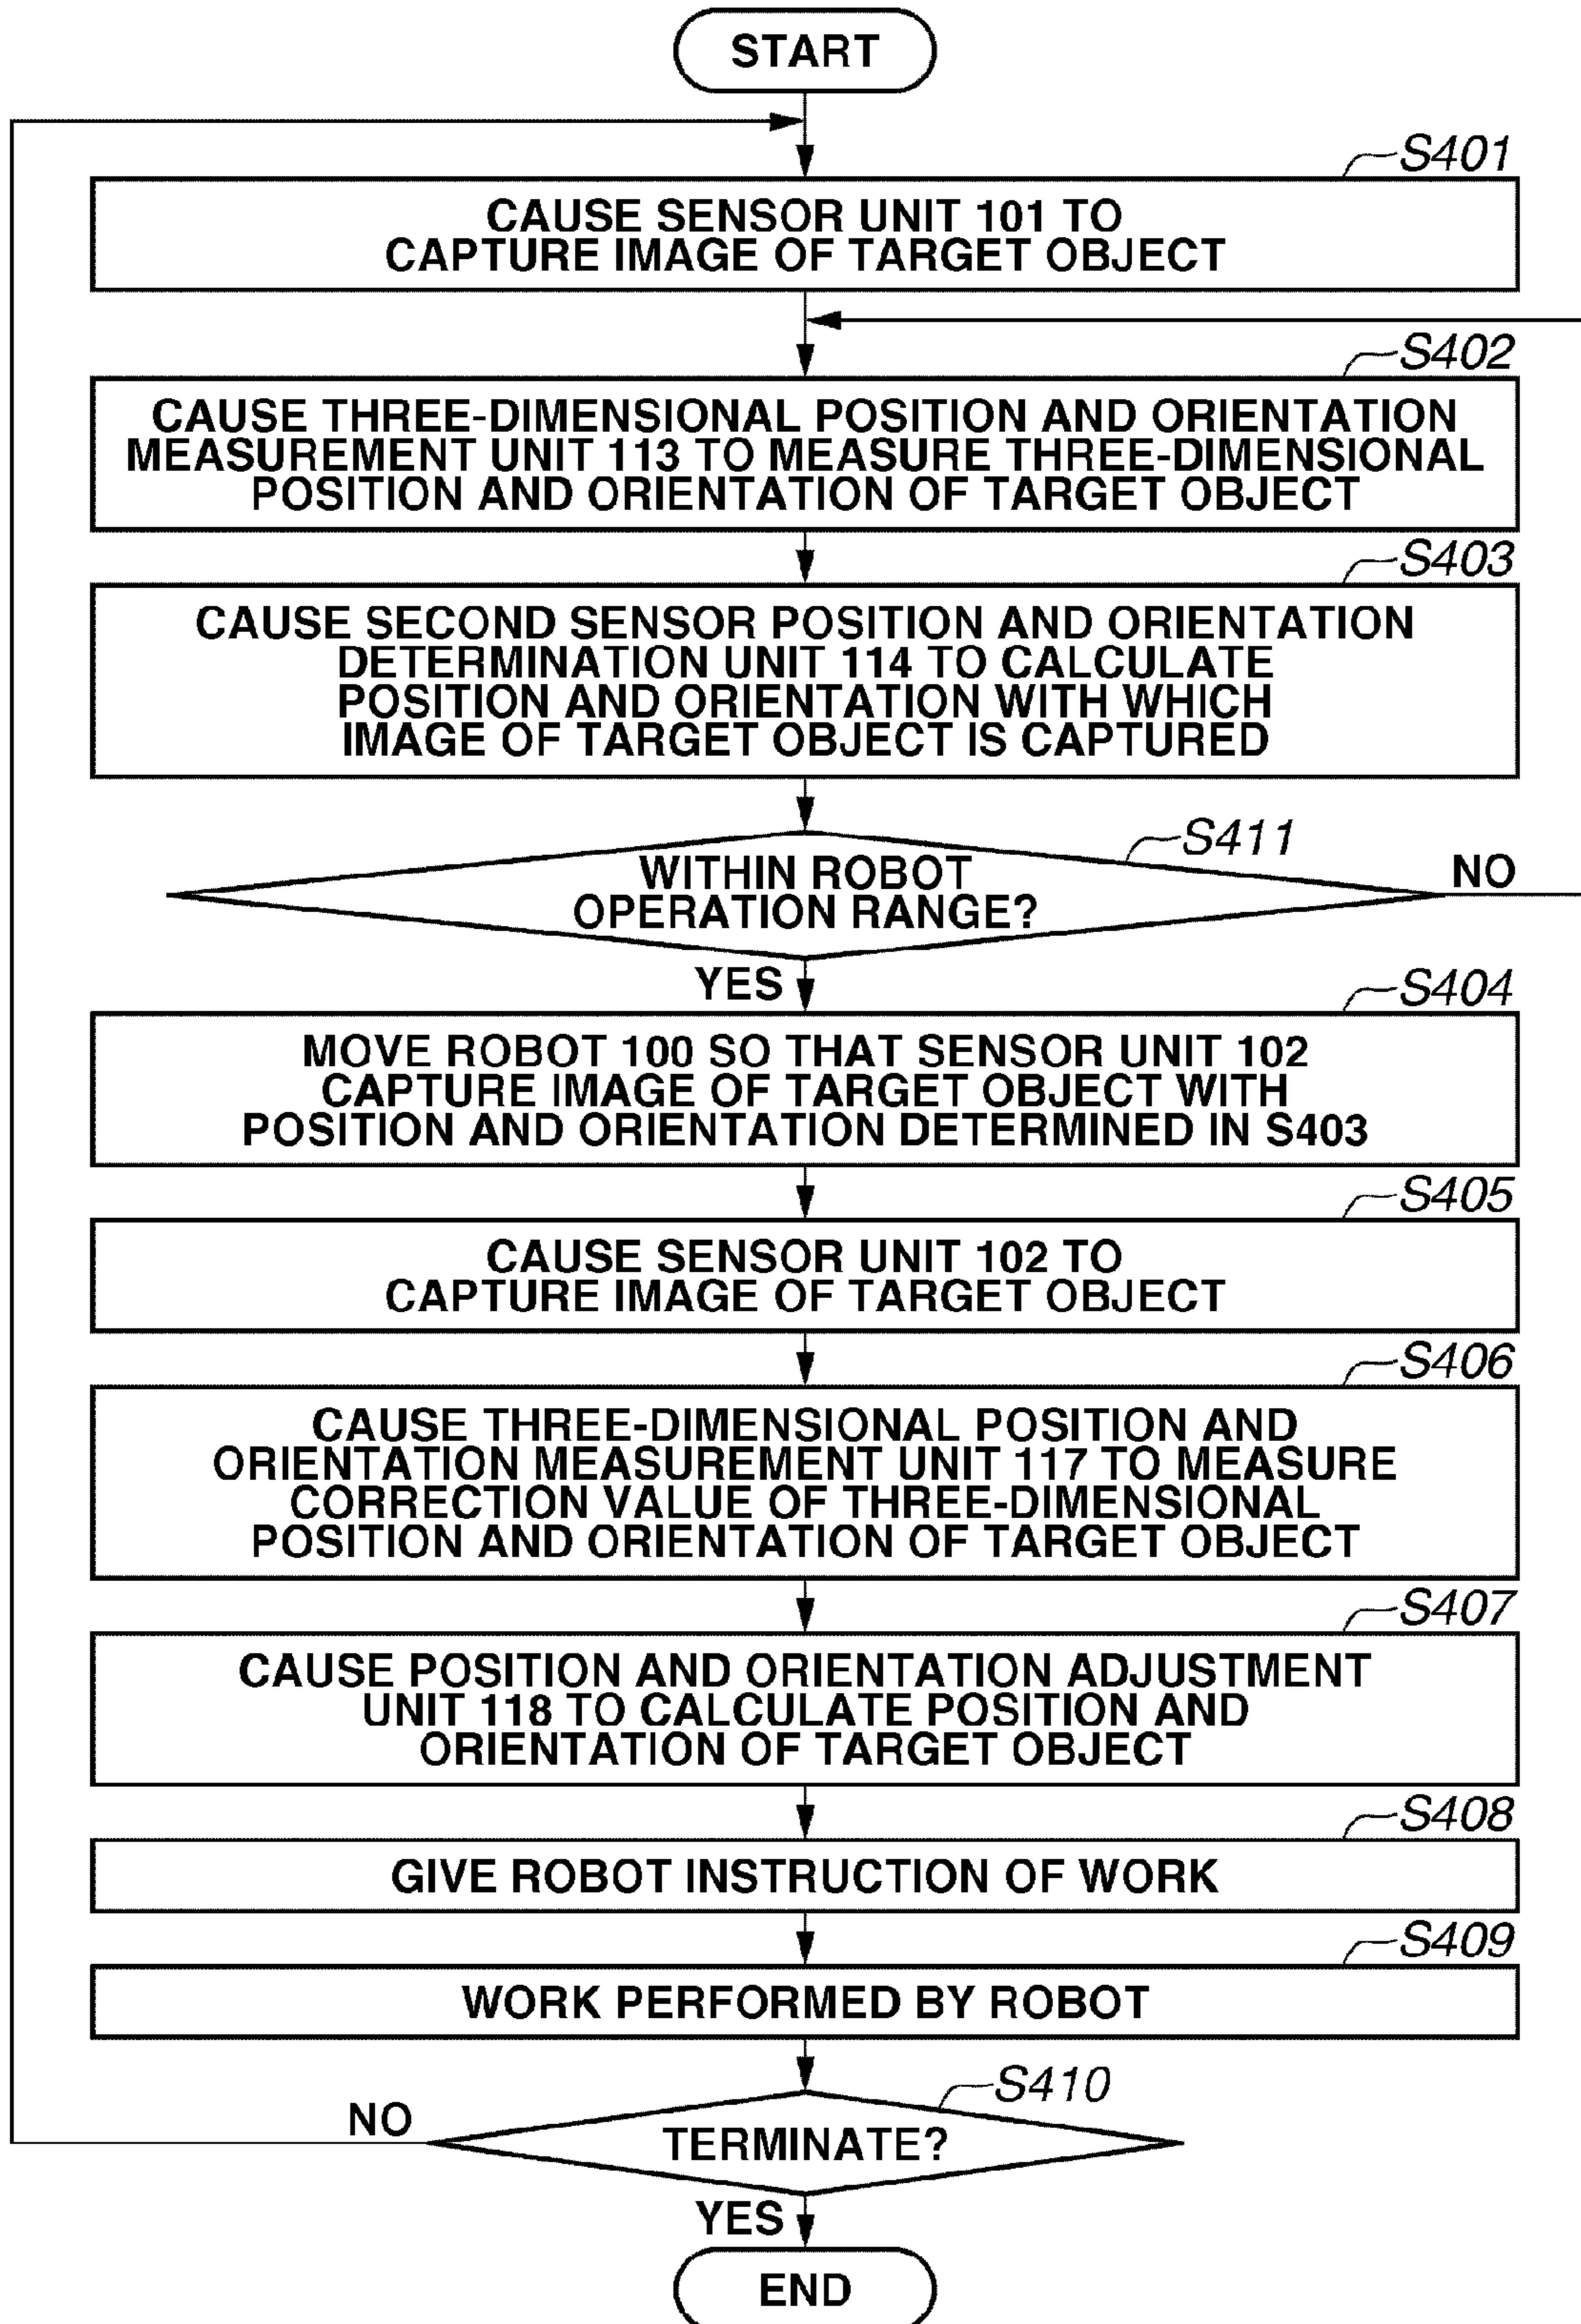 START
S401
CAUSE SENSOR UNIT 101 TO
CAPTURE IMAGE OF TARGET OBJECT
S402
CAUSE THREE-DIMENSIONAL POSITION AND ORIENTATION
MEASUREMENT UNIT 113 TO MEASURE THREE-DIMENSIONAL
POSITION AND ORIENTATION OF TARGET OBJECT
S403
CAUSE SECOND SENSOR POSITION AND ORIENTATION
DETERMINATION UNIT 114 TO CALCULATE
POSITION AND ORIENTATION WITH WHICH
IMAGE OF TARGET OBJECT IS CAPTURED
S411
WITHIN ROBOT
OPERATION RANGE?
NO
YES
S404
MOVE ROBOT 100 SO THAT SENSOR UNIT 102
CAPTURE IMAGE OF TARGET OBJECT WITH
POSITION AND ORIENTATION DETERMINED IN S403
S405
CAUSE SENSOR UNIT 102 TO
CAPTURE IMAGE OF TARGET OBJECT
S406
CAUSE THREE-DIMENSIONAL POSITION AND
ORIENTATION MEASUREMENT UNIT 117 TO MEASURE
CORRECTION VALUE OF THREE-DIMENSIONAL
POSITION AND ORIENTATION OF TARGET OBJECT
S407
CAUSE POSITION AND ORIENTATION ADJUSTMENT
UNIT 118 TO CALCULATE POSITION AND
ORIENTATION OF TARGET OBJECT
S408
GIVE ROBOT INSTRUCTION OF WORK
S409
WORK PERFORMED BY ROBOT
S410
NO
TERMINATE?
YES
END